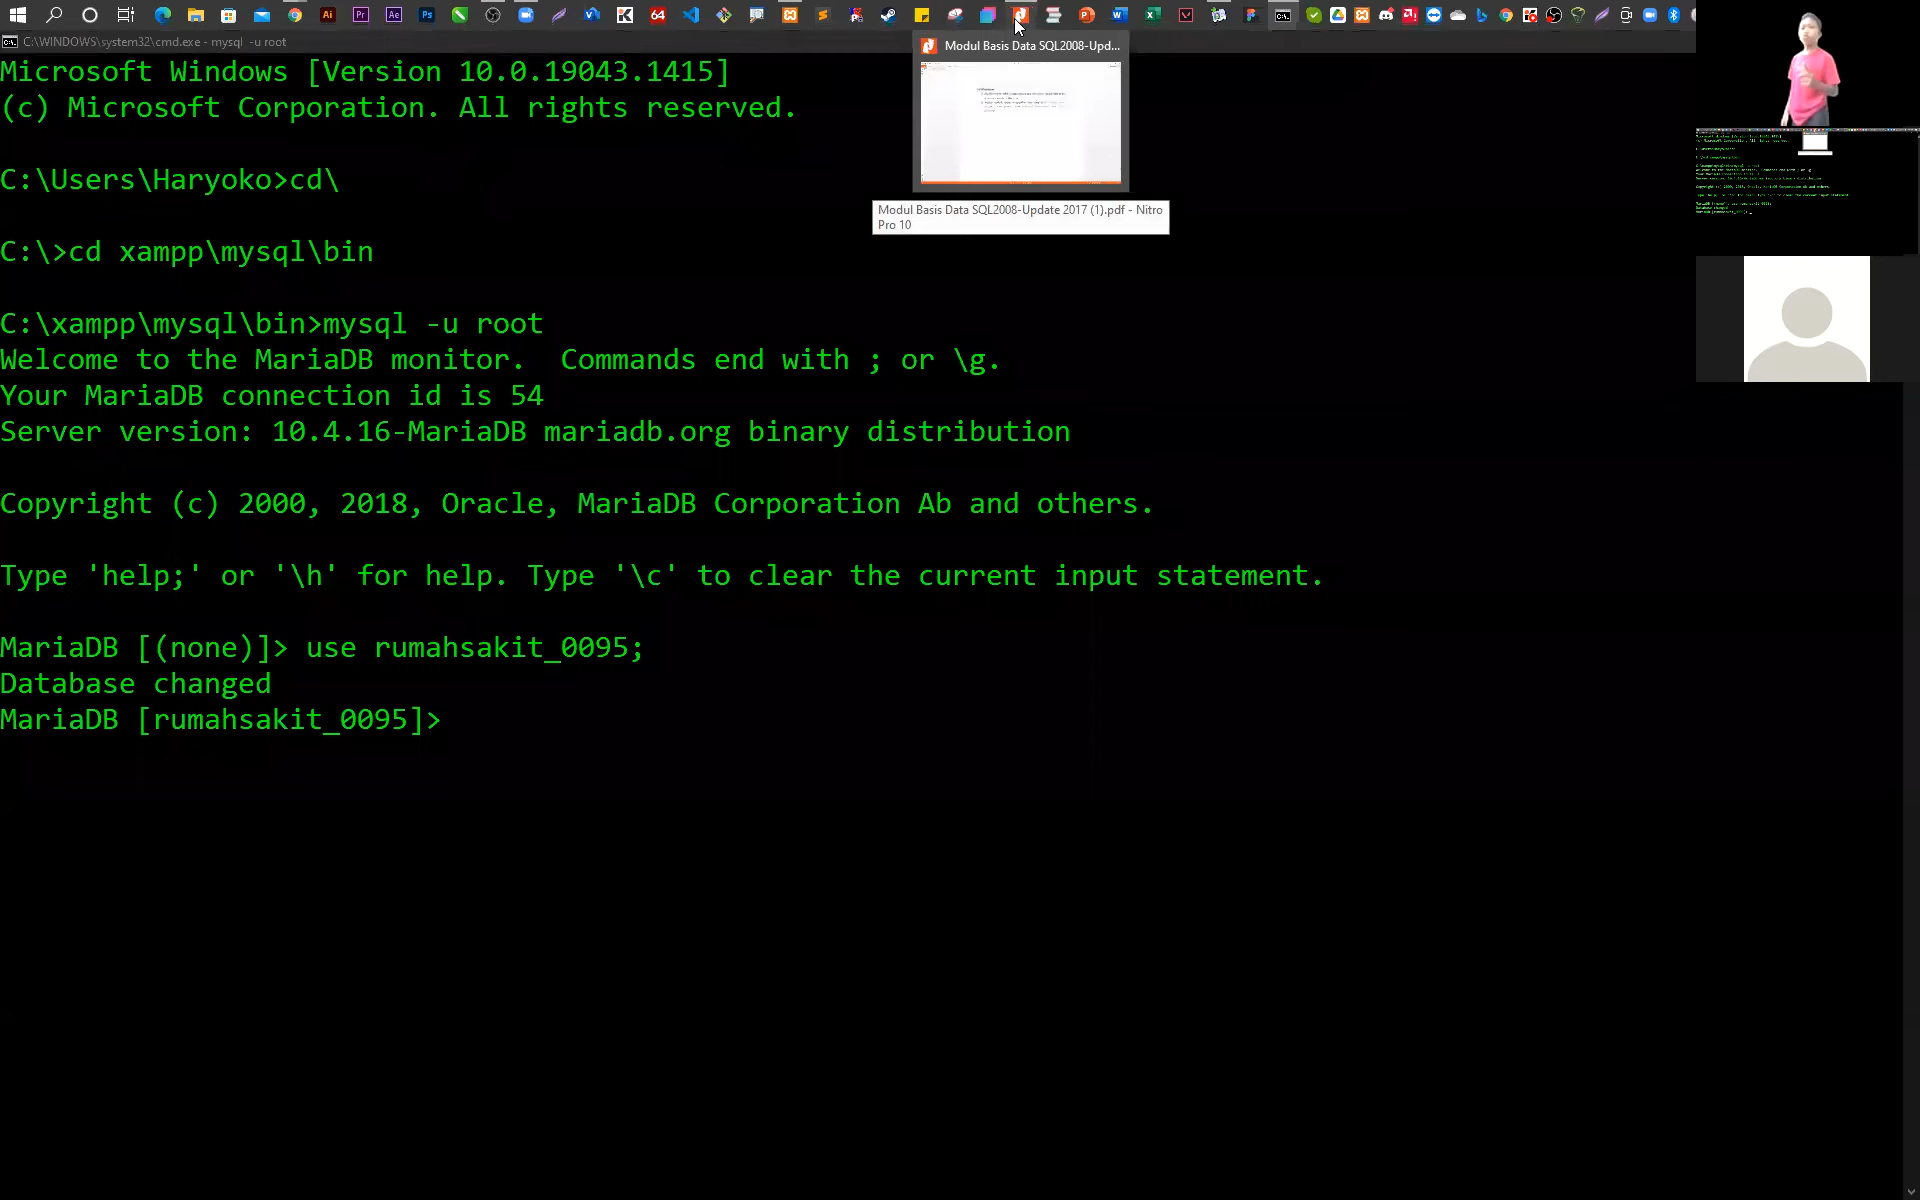 C:\WINDOWS\system32\cmd.exe - mysql -u root
Microsoft Windows [Version 10.0.19043.1415]
(c) Microsoft Corporation. All rights reserved.
C:\Users\Haryoko>cd\
C:\>cd xampp\mysql\bin
C:\xampp\mysql\bin>mysql -u root
Welcome to the MariaDB monitor.  Commands end with ; or \g.
Your MariaDB connection id is 54
Server version: 10.4.16-MariaDB mariadb.org binary distribution
Copyright (c) 2000, 2018, Oracle, MariaDB Corporation Ab and others.
Type 'help;' or '\h' for help. Type '\c' to clear the current input statement.
MariaDB [(none)]> use rumahsakit_0095;
Database changed
MariaDB [rumahsakit_0095]>
Modul Basis Data SQL2008-Upd...
Modul Basis Data SQL2008-Update 2017 (1).pdf - Nitro
Pro 10